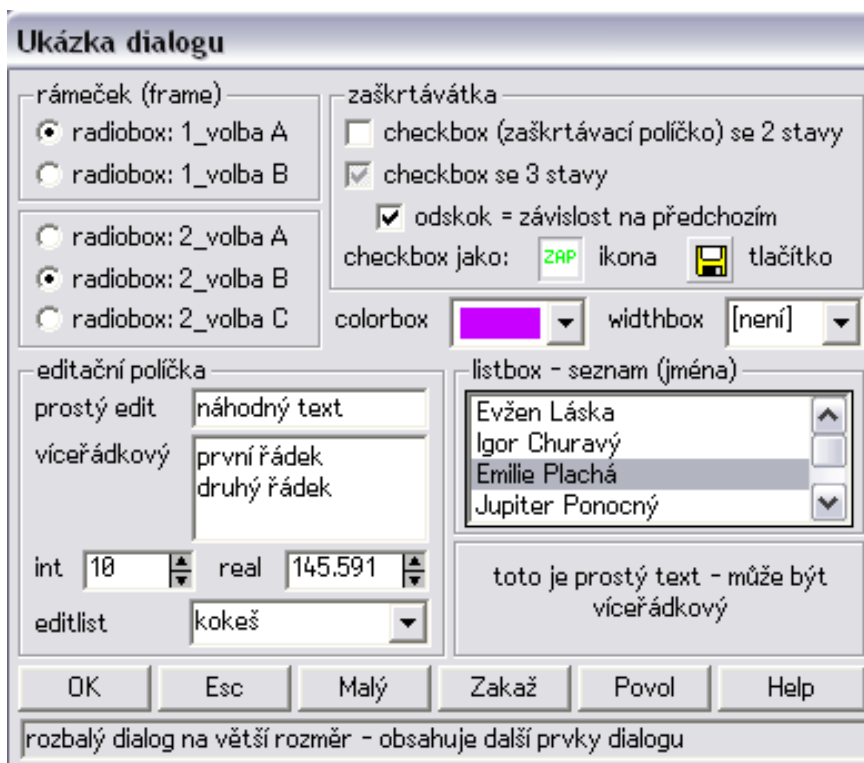 Ukázka dialogu
rámeček (frame)
radiobox: 1_volba A
radiobox: 1_volba B
radiobox: 2_volba A
radiobox: 2_volba B
radiobox: 2_volba C
zaškrtávátka
checkbox (zaškrtávací políčko) se 2 stavy
checkbox se 3 stavy
odskok = závislost na předchozím
checkbox jako: ZAP ikona tlačítko
colorbox widthbox [není]
editační políčka
prostý edit náhodný text
víceřádkový první řádek
druhý řádek
int 10 real 145.591
editlist kokeš
listbox - seznam (jména)
Evžen Láska
Igor Churavý
Emilie Plachá
Jupiter Ponocný
toto je prostý text - může být
víceřádkový
OK Esc Malý Zakaž Povol Help
rozbalý dialog na větší rozměr - obsahuje další prvky dialogu